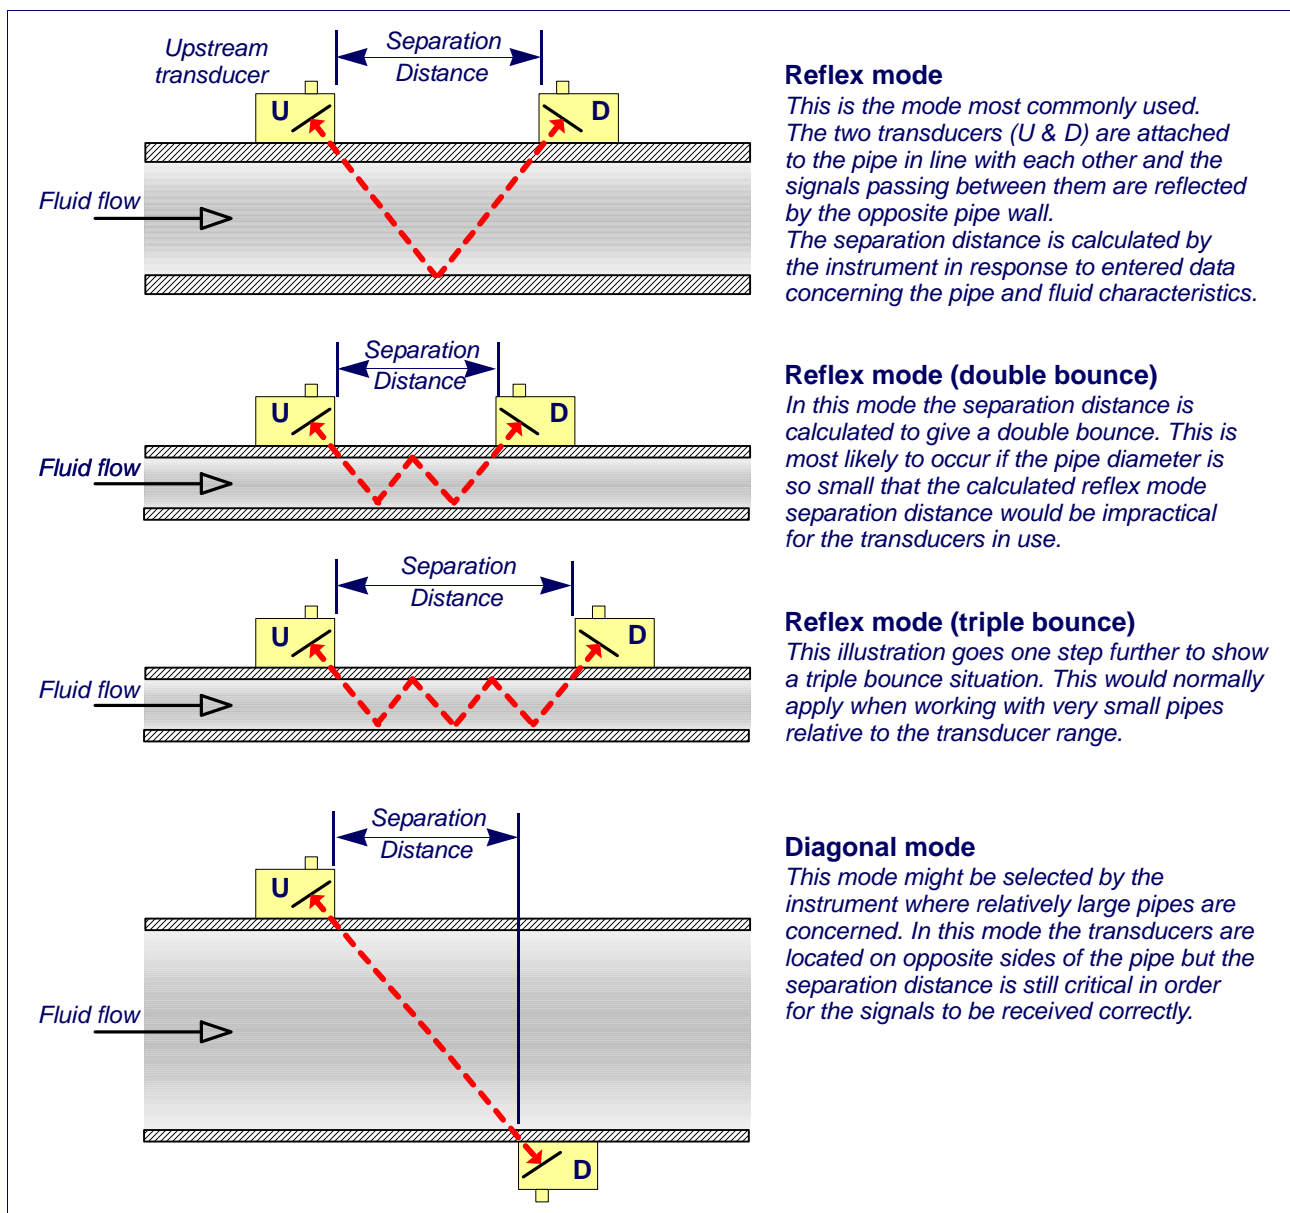 Upstream
transducer
Separation
Distance
U
D
Fluid flow
Reflex mode
This is the mode most commonly used.
The two transducers (U & D) are attached
to the pipe in line with each other and the
signals passing between them are reflected
by the opposite pipe wall.
The separation distance is calculated by
the instrument in response to entered data
concerning the pipe and fluid characteristics.
Separation
Distance
U
D
Fluid flow
Reflex mode (double bounce)
In this mode the separation distance is
calculated to give a double bounce. This is
most likely to occur if the pipe diameter is
so small that the calculated reflex mode
separation distance would be impractical
for the transducers in use.
Separation
Distance
U
D
Fluid flow
Reflex mode (triple bounce)
This illustration goes one step further to show
a triple bounce situation. This would normally
apply when working with very small pipes
relative to the transducer range.
Separation
Distance
U
Fluid flow
D
Diagonal mode
This mode might be selected by the
instrument where relatively large pipes are
concerned. In this mode the transducers are
located on opposite sides of the pipe but the
separation distance is still critical in order
for the signals to be received correctly.